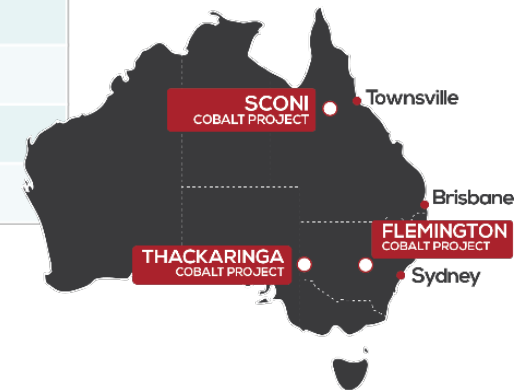 SCONI
COBALT PROJECT
Townsville
Brisbane
FLEMINGTON
COBALT PROJECT
THACKARINGA
COBALT PROJECT
Sydney